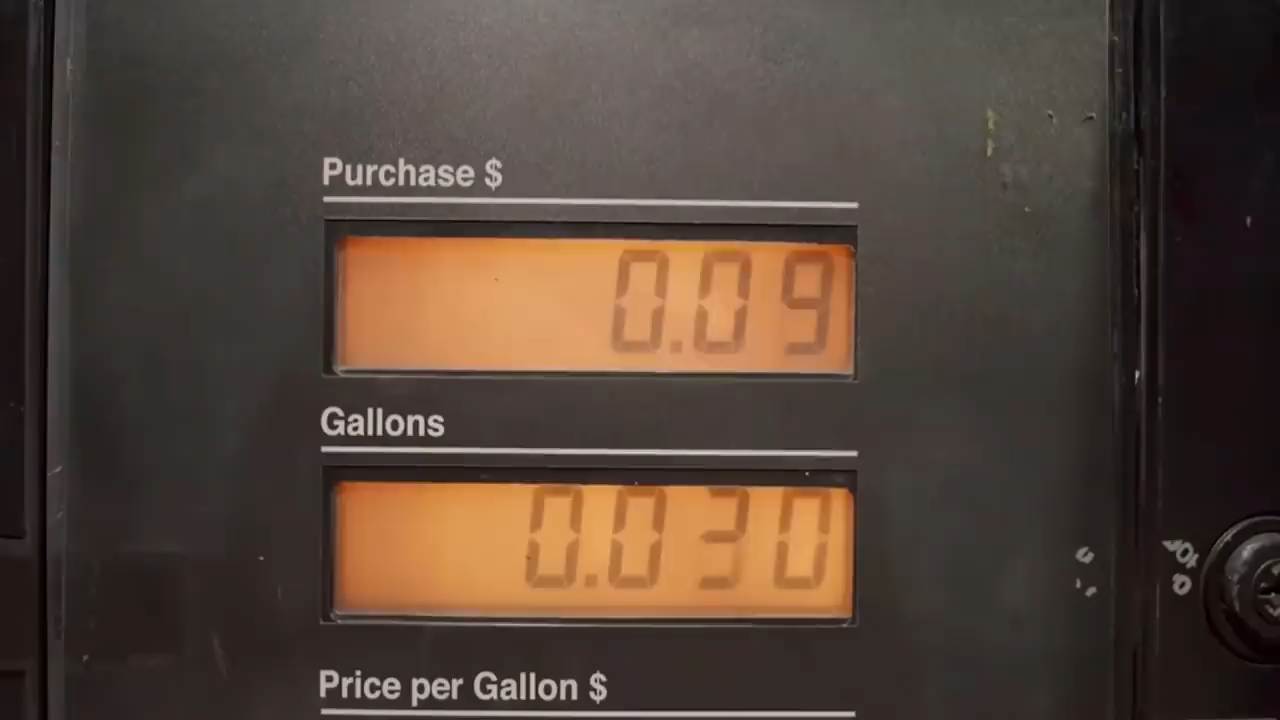 Purchase $
0.09
Gallons
0.030
Price per Gallon $